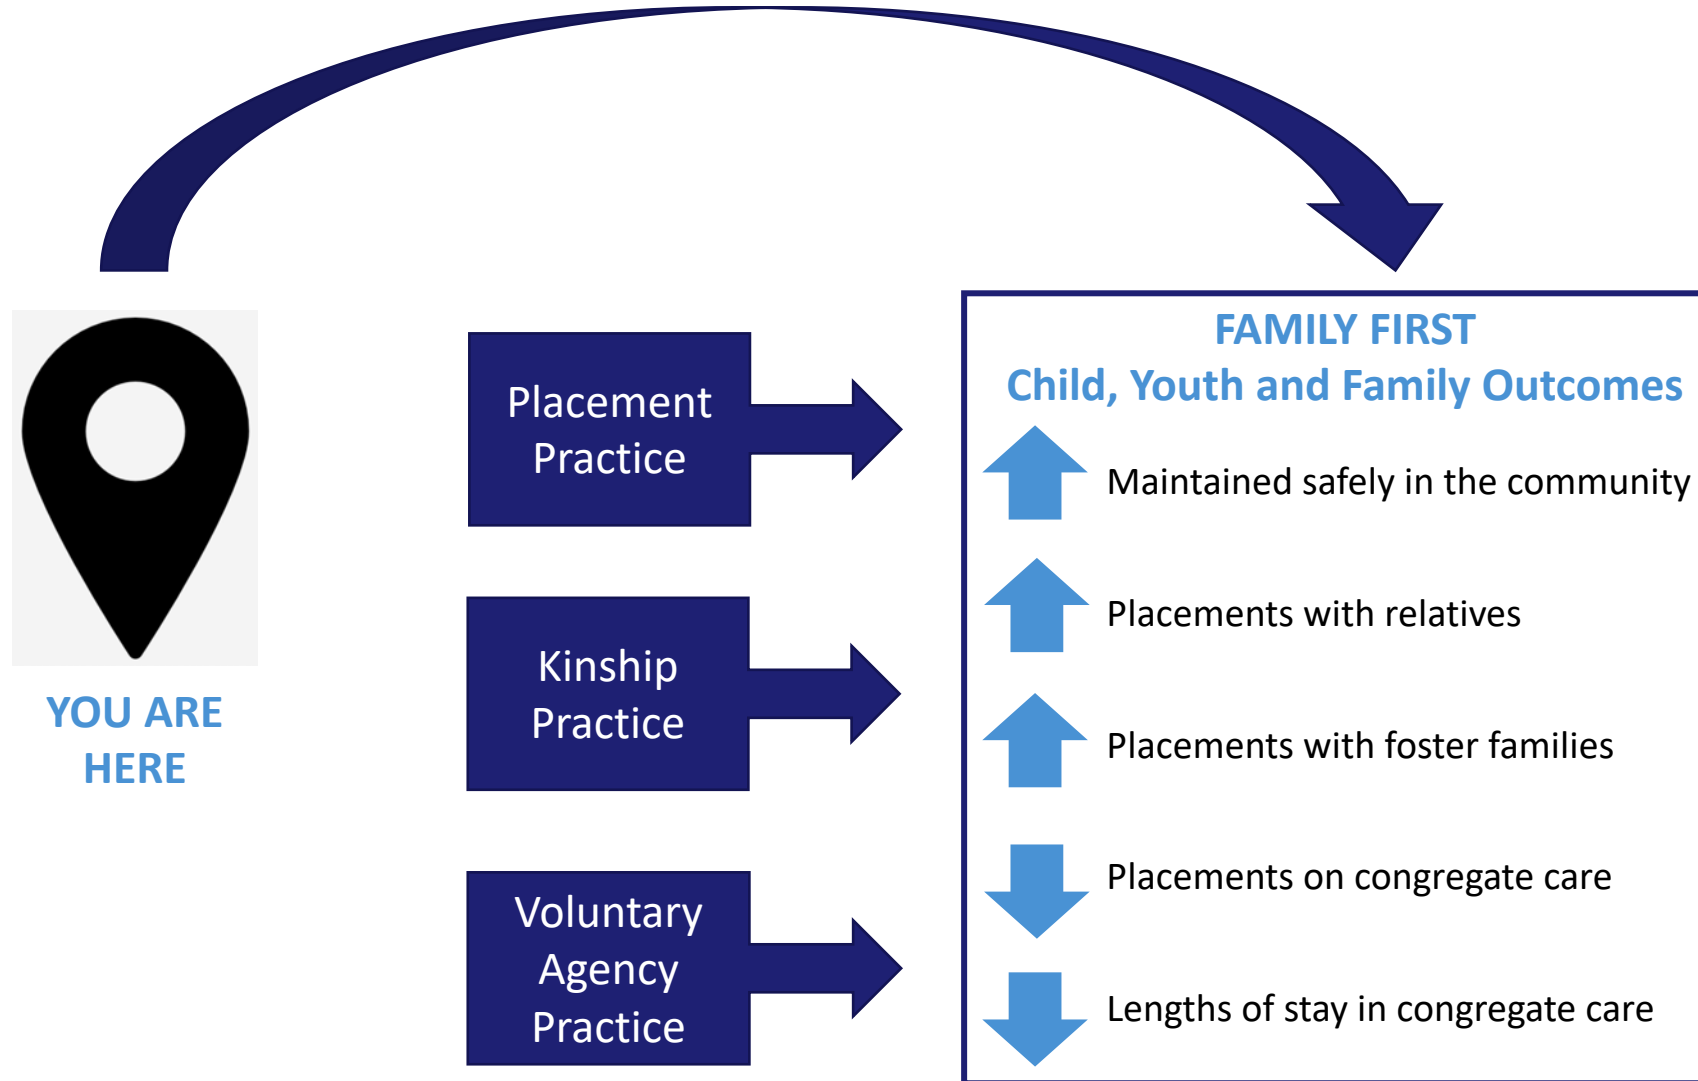 YOU ARE
HERE
Placement
Practice
Kinship
Practice
Voluntary
Agency
Practice
FAMILY FIRST
Child, Youth and Family Outcomes
Maintained safely in the community
Placements with relatives
Placements with foster families
Placements on congregate care
Lengths of stay in congregate care